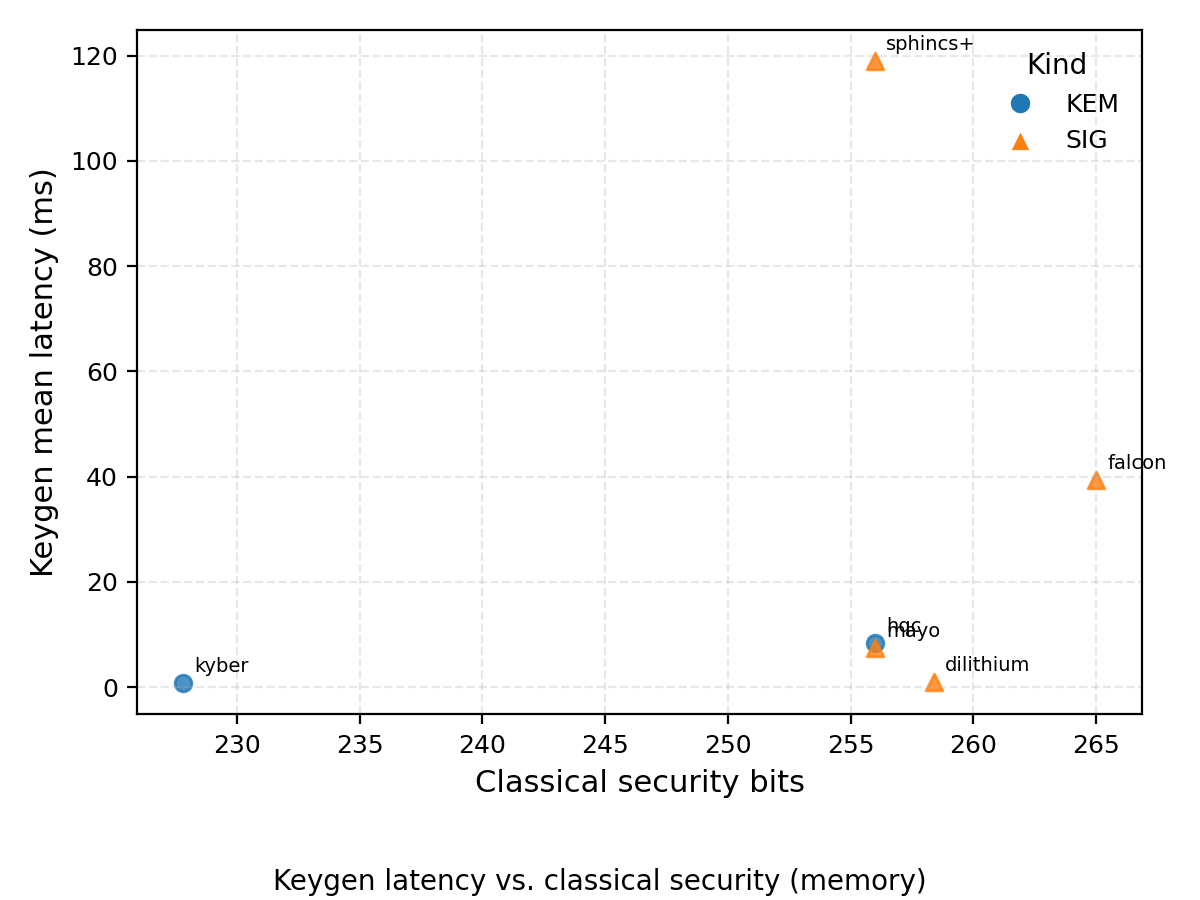 sphincs+
Kind
KEM
SIG
falcon
hqc
mayo
kyber
dilithium
120
100
80
60
40
20
0
Keygen mean latency (ms)
230 235 240 245 250 255 260 265
Classical security bits
Keygen latency vs. classical security (memory)